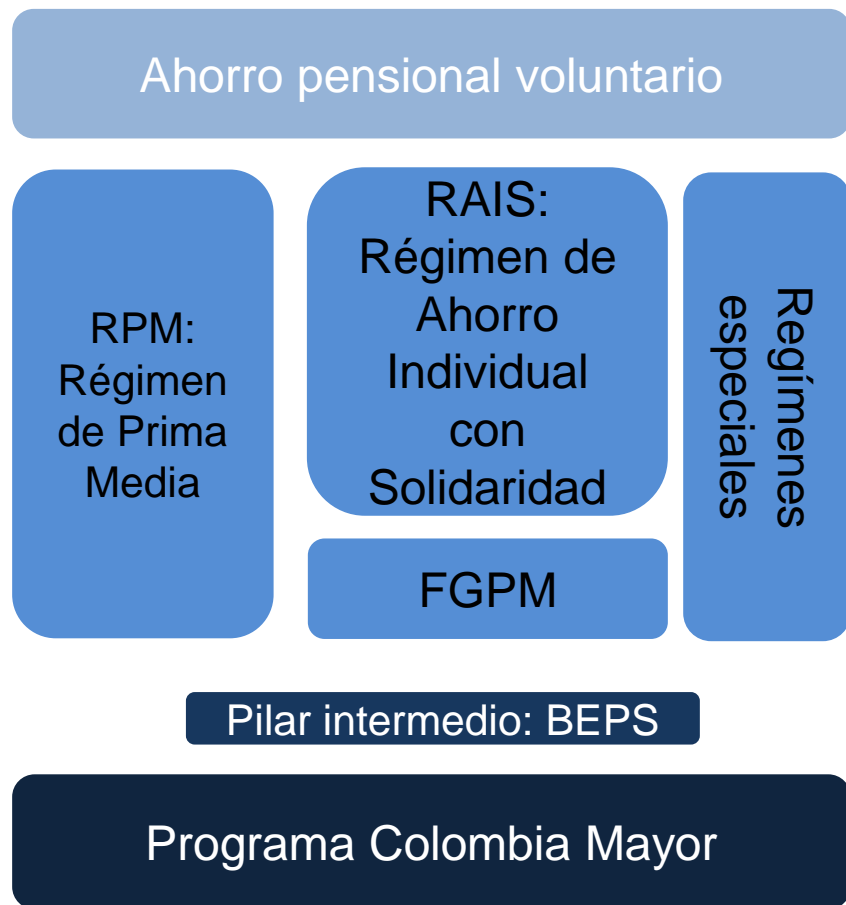 Ahorro pensional voluntario
RPM:
Régimen
de Prima
Media
RAIS:
Régimen de
Ahorro
Individual
con
Solidaridad
FGPM
Regímenes
especiales
Pilar intermedio: BEPS
Programa Colombia Mayor